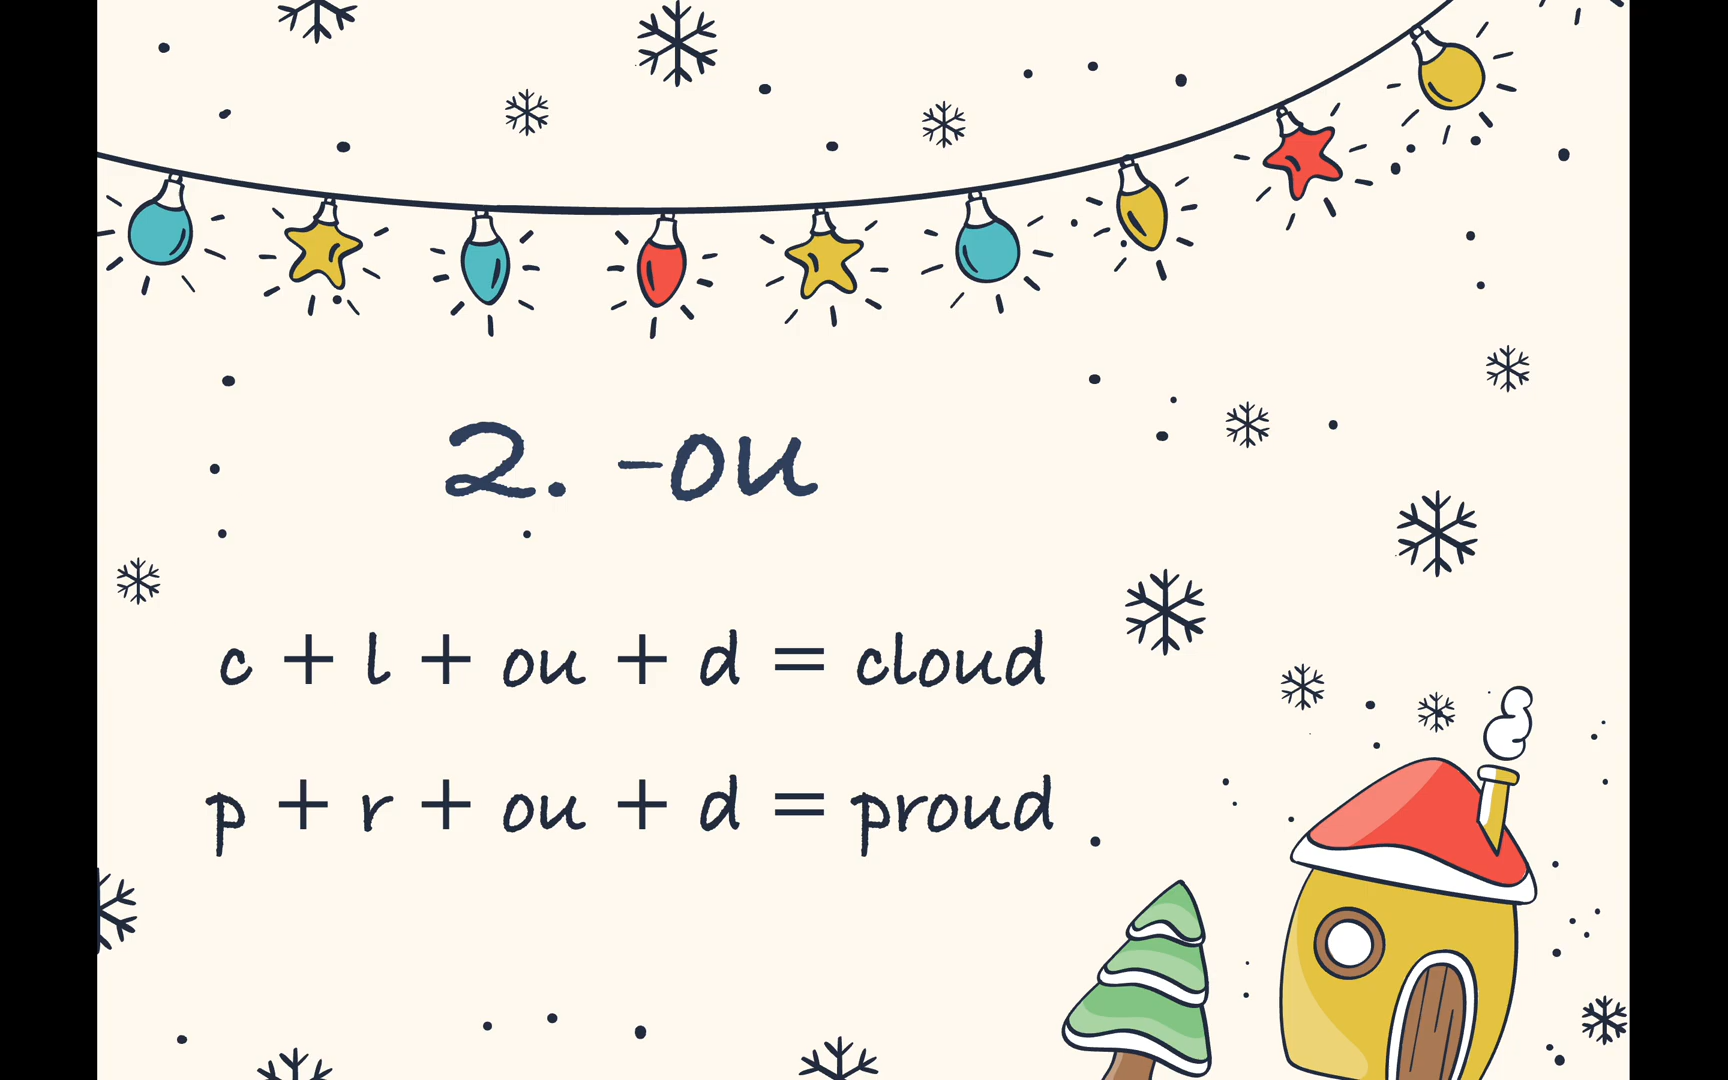 2. -ou
c + l + ou + d = cloud
p + r + ou + d = proud